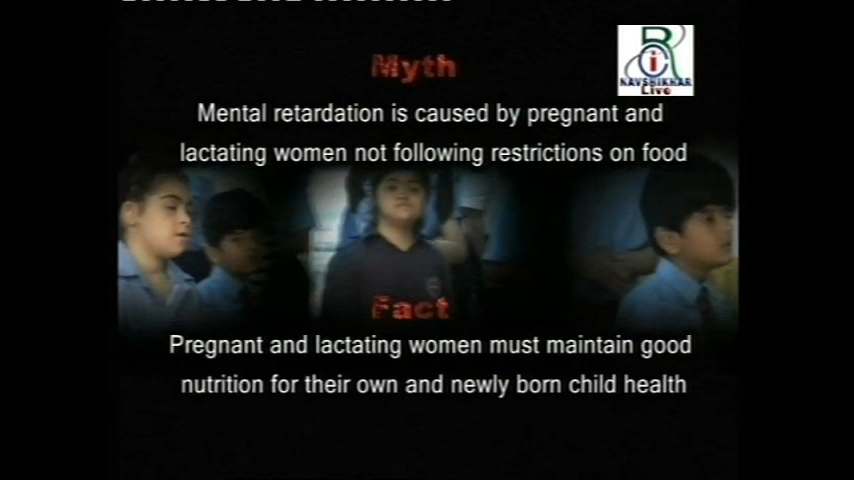 RCi
NAVSHIKHAR
Live
Myth
Mental retardation is caused by pregnant and
lactating women not following restrictions on food
Fact
Pregnant and lactating women must maintain good
nutrition for their own and newly born child health